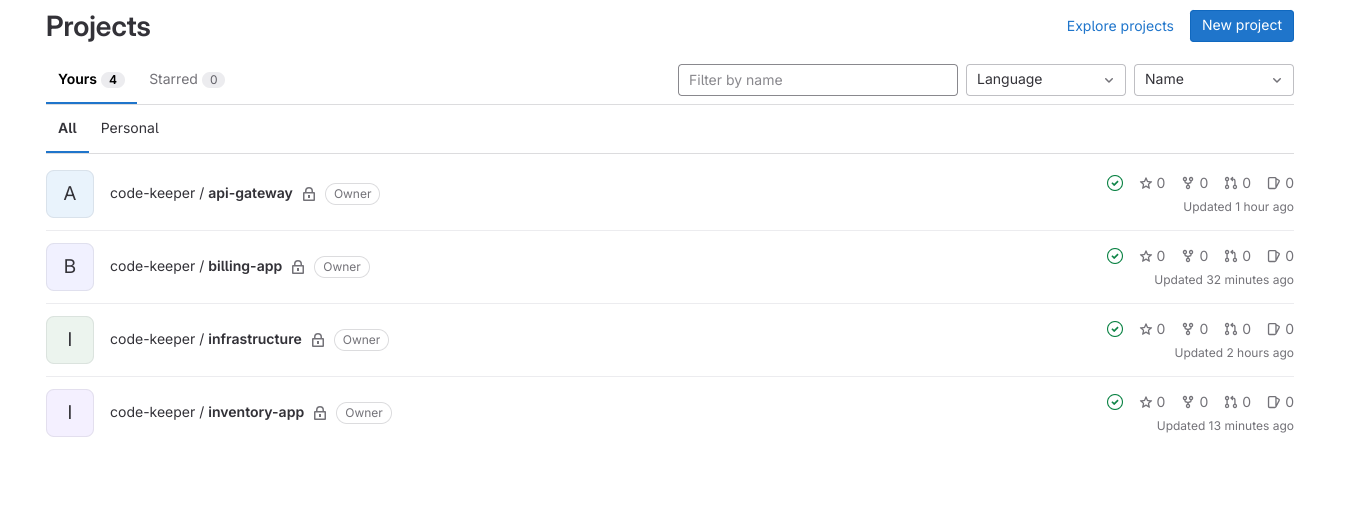 Projects
Explore projects
New project
Yours 4
Starred 0
Filter by name
Language
Name
All
Personal
A
code-keeper / api-gateway
Owner
0 0 0 0
Updated 1 hour ago
B
code-keeper / billing-app
Owner
0 0 0 0
Updated 32 minutes ago
I
code-keeper / infrastructure
Owner
0 0 0 0
Updated 2 hours ago
I
code-keeper / inventory-app
Owner
0 0 0 0
Updated 13 minutes ago